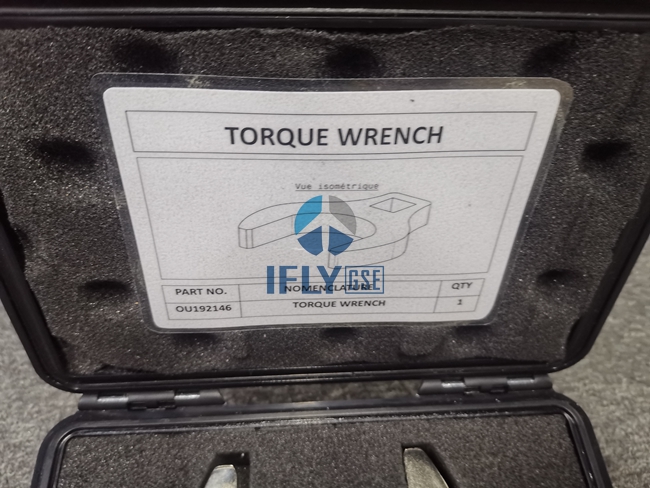 TORQUE WRENCH
Vue isométrique
IFLY GSE
PART NO. NOMENCLATURE QTY
OU192146 TORQUE WRENCH 1